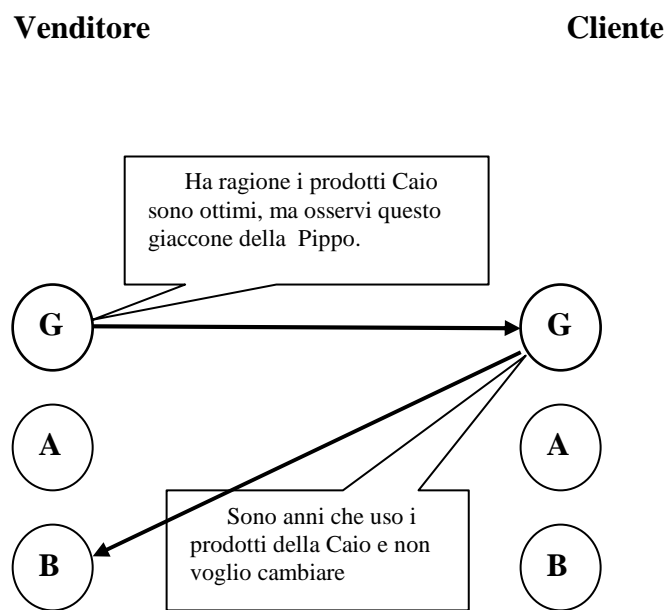 Venditore Cliente
Ha ragione i prodotti Caio
sono ottimi, ma osservi questo
giaccone della Pippo.
G G
A A
Sono anni che uso i
prodotti della Caio e non
voglio cambiare
B B